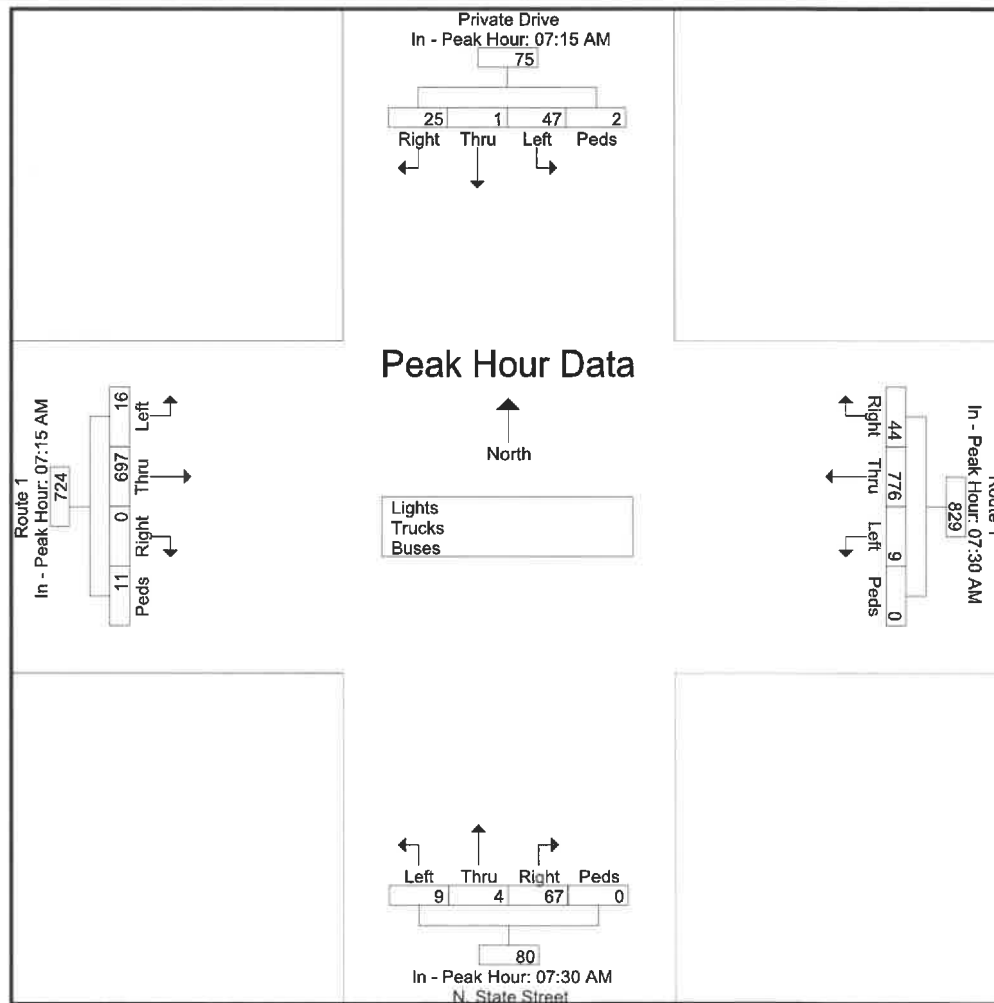 Private Drive
In - Peak Hour: 07:15 AM
75
25 1 47 2
Right Thru Left Peds
Peak Hour Data
North
Lights
Trucks
Buses
Route 1
In - Peak Hour: 07:15 AM
724
16 697 0 11
Left Thru Right Peds
In - Peak Hour: 07:30 AM
829
44 776 9 0
Right Thru Left Peds
Left Thru Right Peds
9 4 67 0
80
In - Peak Hour: 07:30 AM
N. State Street